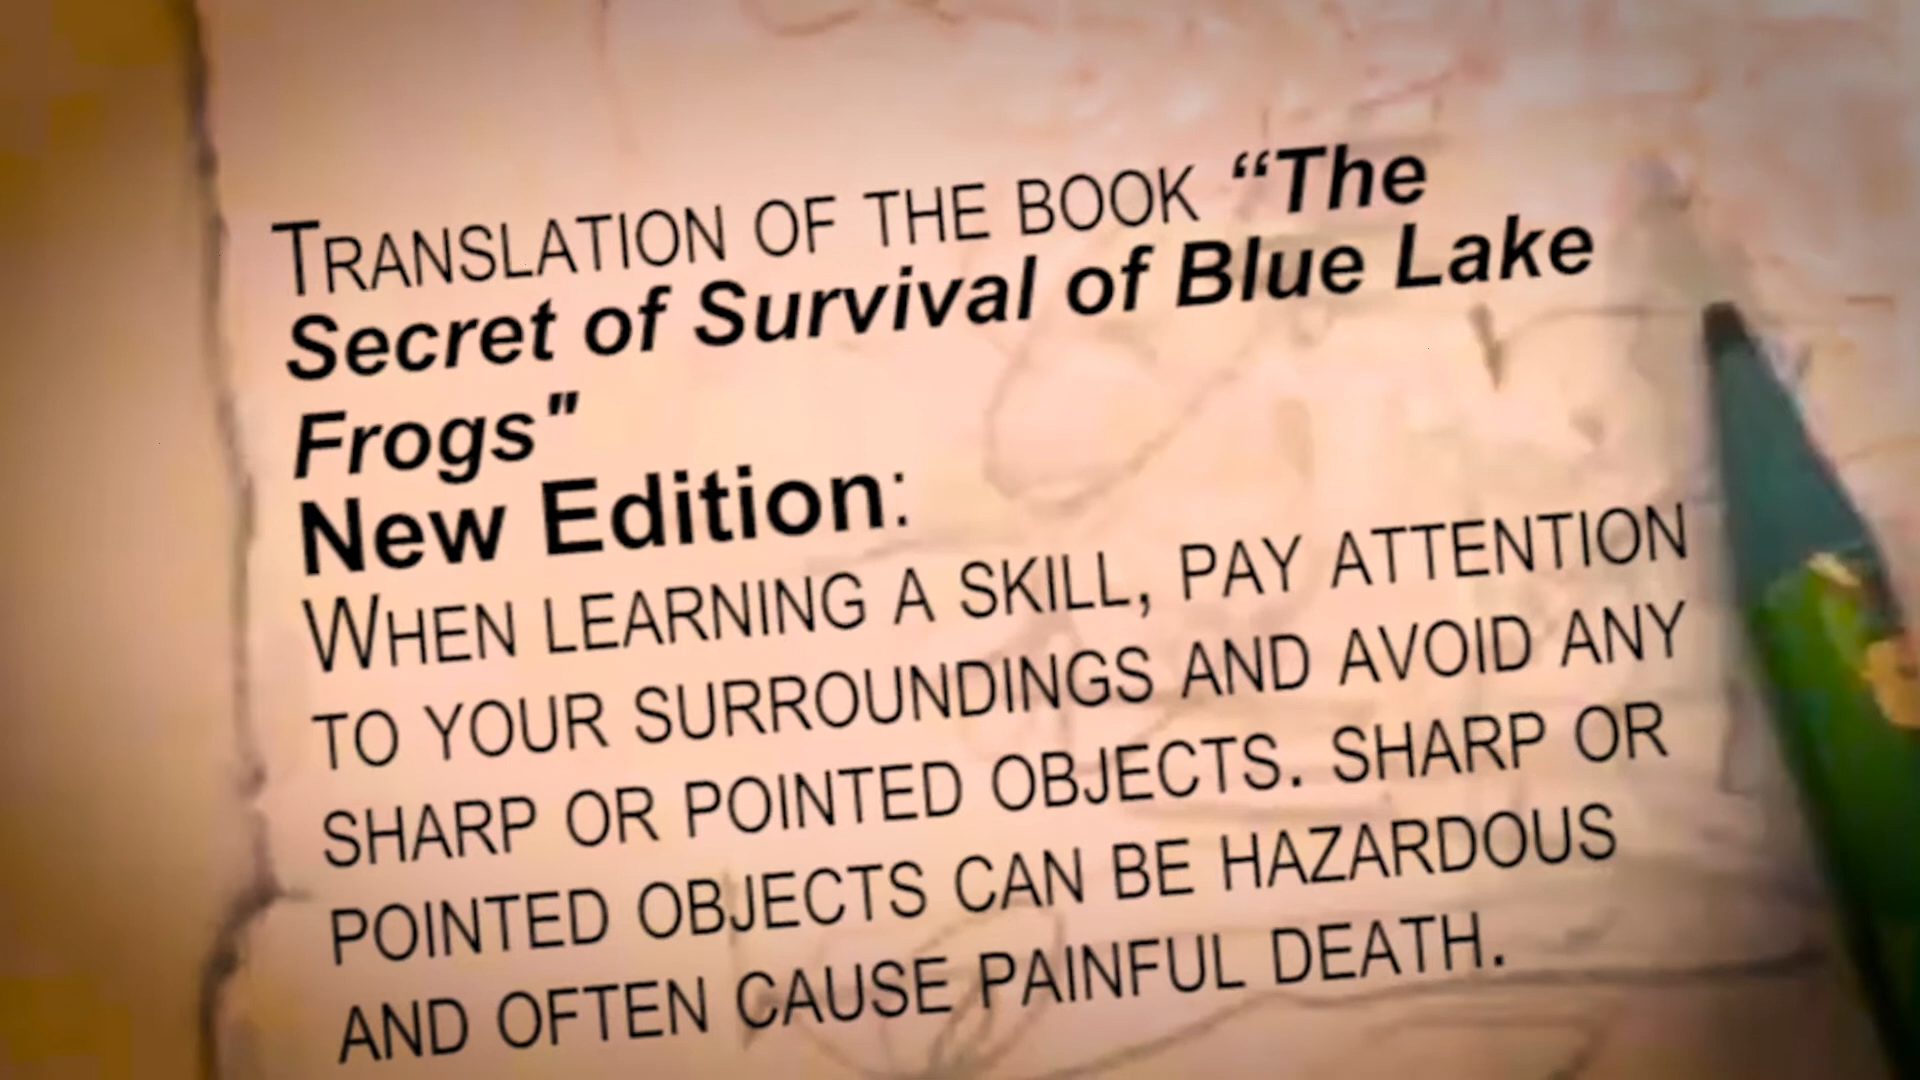 TRANSLATION OF THE BOOK “The
Secret of Survival of Blue Lake
Frogs"
New Edition:
WHEN LEARNING A SKILL, PAY ATTENTION
TO YOUR SURROUNDINGS AND AVOID ANY
SHARP OR POINTED OBJECTS. SHARP OR
POINTED OBJECTS CAN BE HAZARDOUS
AND OFTEN CAUSE PAINFUL DEATH.